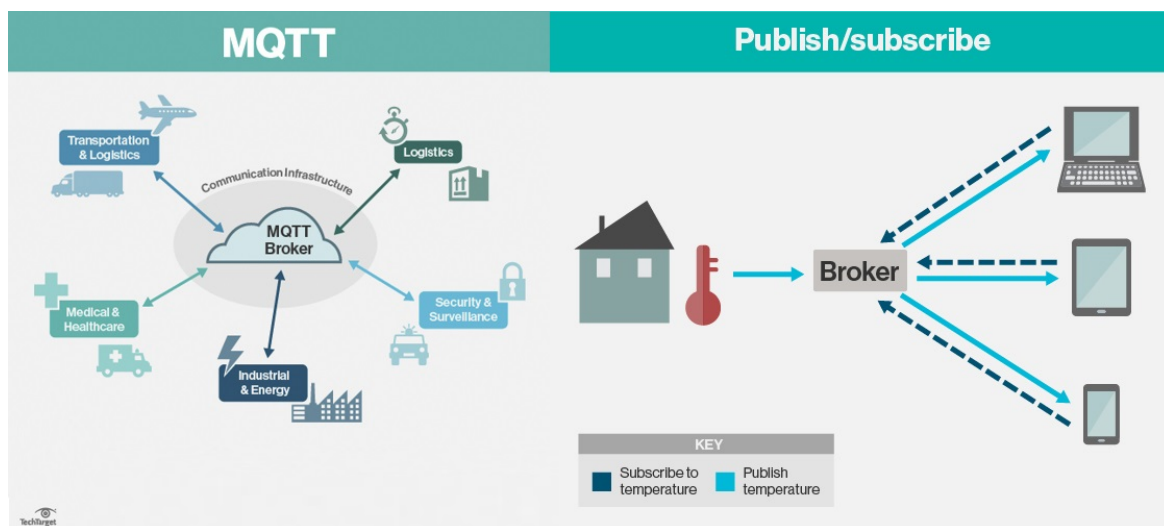 MQTT
Transportation
& Logistics
Logistics
Communication Infrastructure
MQTT
Broker
Medical &
Healthcare
Security &
Surveillance
Industrial
& Energy
TechTarget
Publish/subscribe
Broker
KEY
Subscribe to
temperature
Publish
temperature